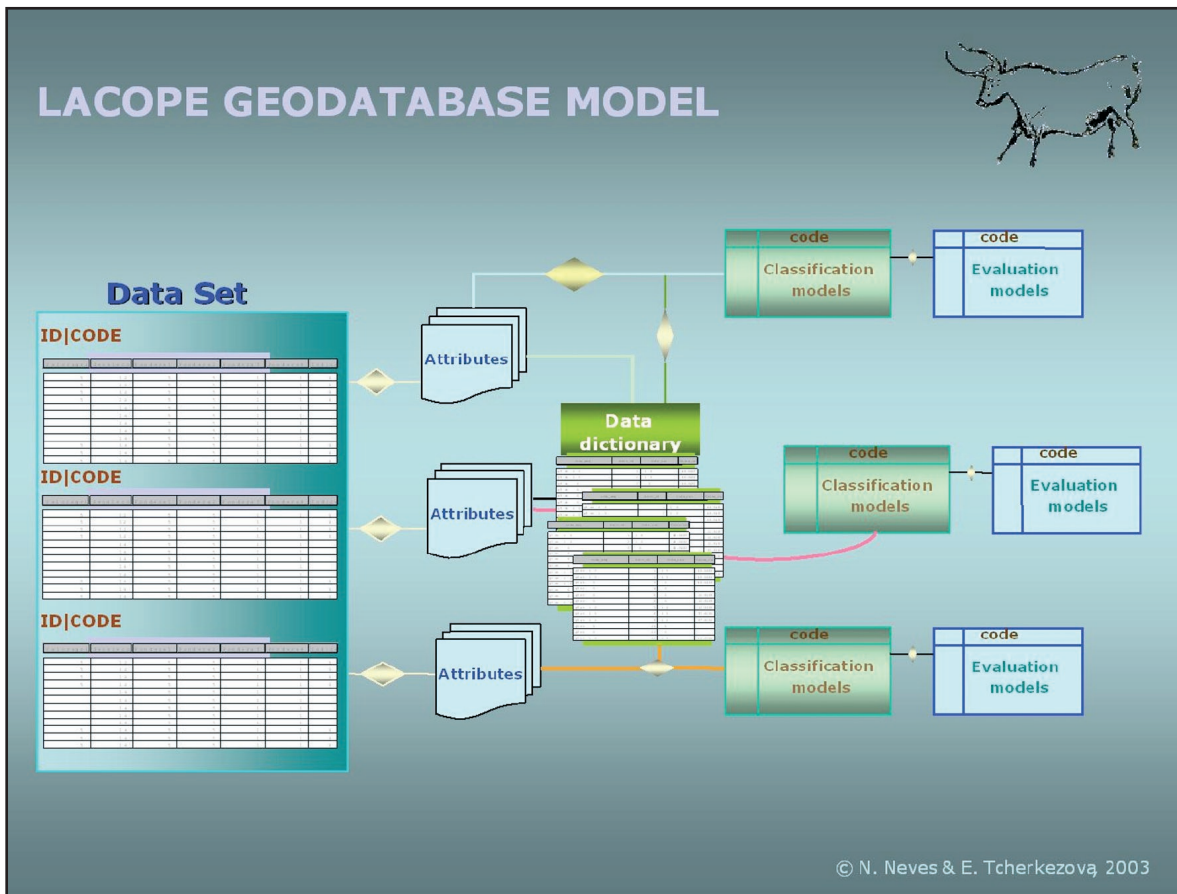 LACOPE GEODATABASE MODEL
Data Set
ID|CODE
ID|CODE
ID|CODE
Attributes
Attributes
Attributes
Data
dictionary
code
Classification
models
code
Evaluation
models
code
Classification
models
code
Evaluation
models
code
Classification
models
code
Evaluation
models
© N. Neves & E. Tcherkezova, 2003